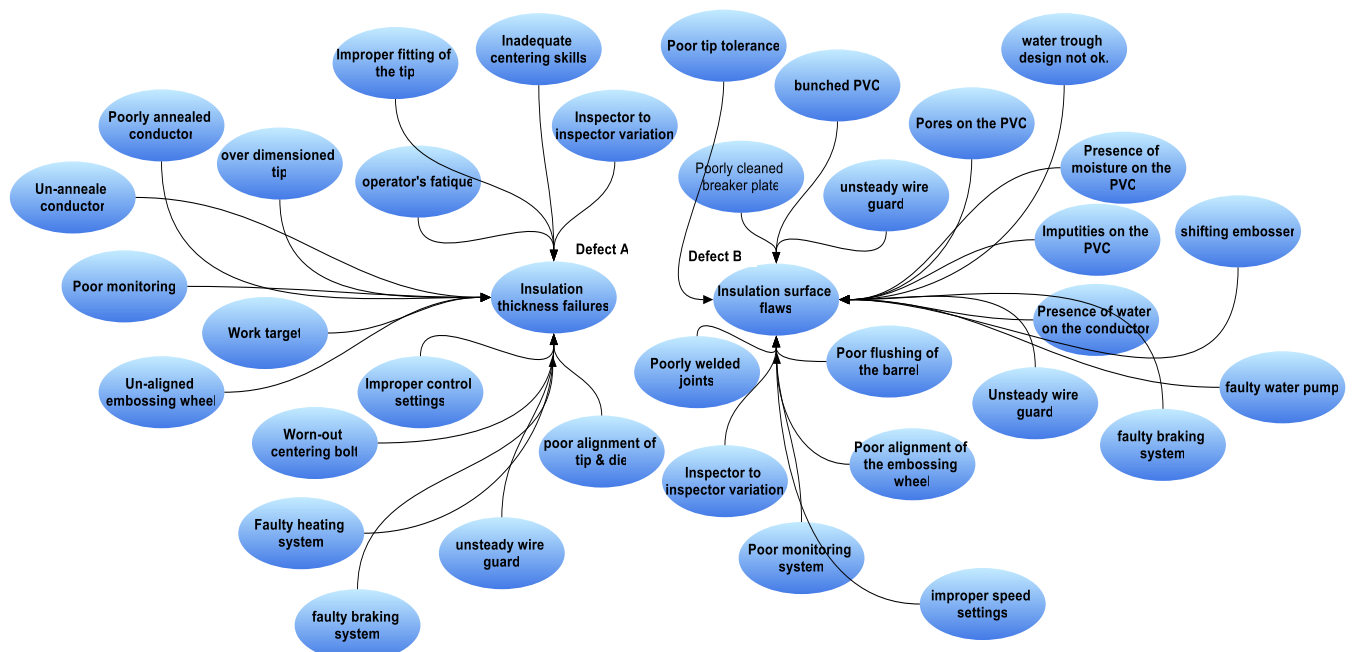 Improper fitting of
the tip
Inadequate
centering skills
Inspector to
inspector variation
Poorly annealed
conductor
over dimensioned
tip
operator's fatique
Un-anneale
conductor
Poor monitoring
Work target
Un-aligned
embossing wheel
Defect A
Insulation
thickness failures
Improper control
settings
Worn-out
centering bolt
poor alignment of
tip & die
Faulty heating
system
unsteady wire
guard
faulty braking
system
Poor tip tolerance
bunched PVC
water trough
design not ok.
Pores on the PVC
Poorly cleaned
breaker plate
unsteady wire
guard
Presence of
moisture on the
PVC
Imputities on the
PVC
shifting embosser
Defect B
Insulation surface
flaws
Presence of water
on the conductor
Poorly welded
joints
Poor flushing of
the barrel
Unsteady wire
guard
faulty water pump
faulty braking
system
Inspector to
inspector variation
Poor alignment of
the embossing
wheel
Poor monitoring
system
improper speed
settings